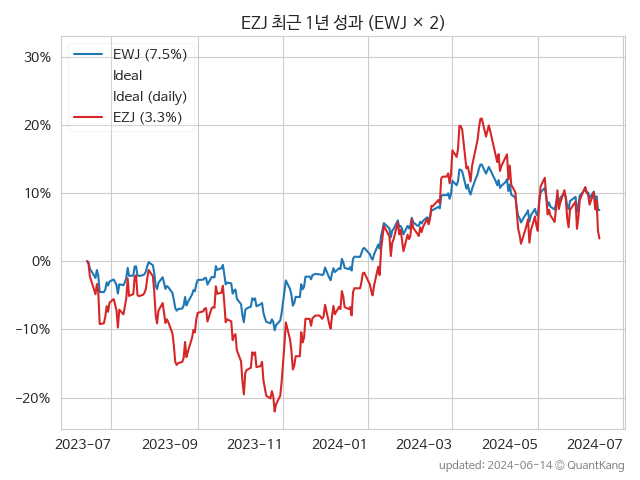 EZJ 최근 1년 성과 (EWJ × 2)
EWJ (7.5%)
Ideal
Ideal (daily)
EZJ (3.3%)
30%
20%
10%
0%
−10%
−20%
2023−07
2023−09
2023−11
2024−01
2024−03
2024−05
2024−07
updated: 2024−06−14 © QuantKang